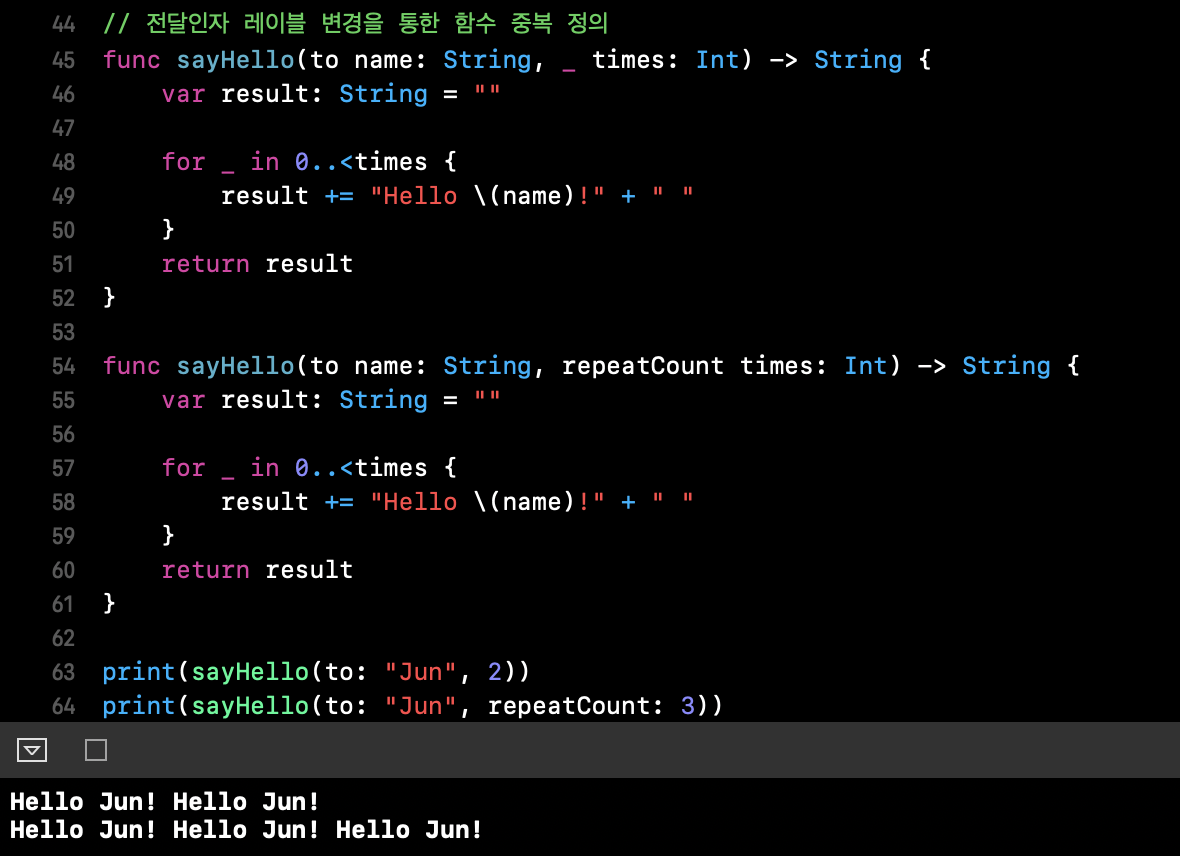 44 // 전달인자 레이블 변경을 통한 함수 중복 정의
45 func sayHello(to name: String, _ times: Int) -> String {
46     var result: String = ""
47
48     for _ in 0..<times {
49         result += "Hello \(name)!" + " "
50     }
51     return result
52 }
53
54 func sayHello(to name: String, repeatCount times: Int) -> String {
55     var result: String = ""
56
57     for _ in 0..<times {
58         result += "Hello \(name)!" + " "
59     }
60     return result
61 }
62
63 print(sayHello(to: "Jun", 2))
64 print(sayHello(to: "Jun", repeatCount: 3))
Hello Jun! Hello Jun!
Hello Jun! Hello Jun! Hello Jun!